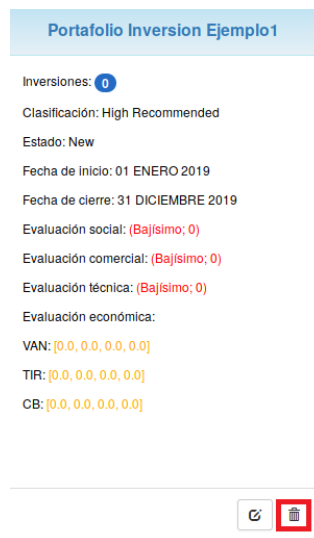 Portafolio Inversion Ejemplo1
Inversiones: 0
Clasificación: High Recommended
Estado: New
Fecha de inicio: 01 ENERO 2019
Fecha de cierre: 31 DICIEMBRE 2019
Evaluación social: (Bajísimo; 0)
Evaluación comercial: (Bajísimo; 0)
Evaluación técnica: (Bajísimo; 0)
Evaluación económica:
VAN: [0.0, 0.0, 0.0, 0.0]
TIR: [0.0, 0.0, 0.0, 0.0]
CB: [0.0, 0.0, 0.0, 0.0]